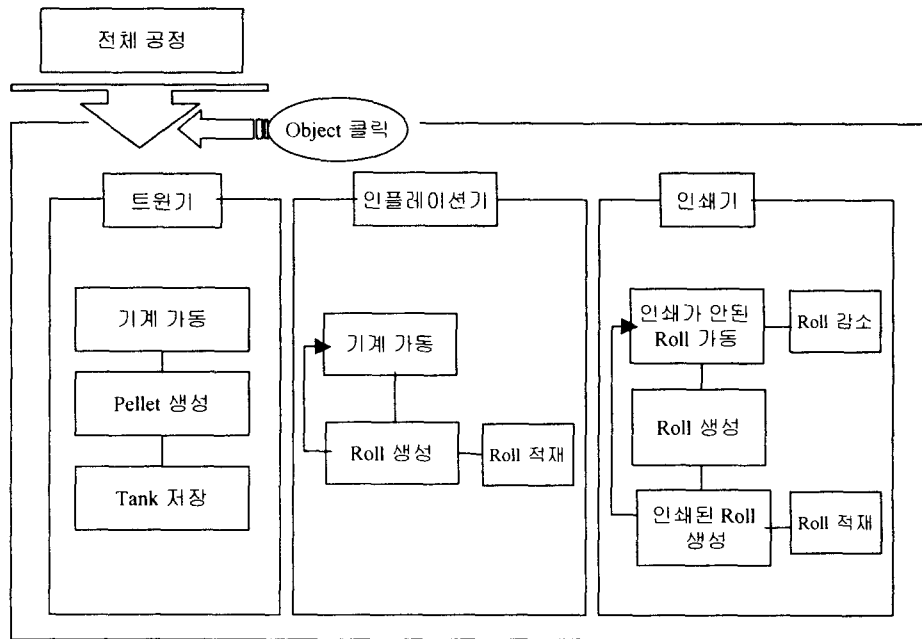 전체 공정
Object 클릭
트윈기
기계 가동
Pellet 생성
Tank 저장
인플레이션기
기계 가동
Roll 생성
Roll 적재
인쇄기
인쇄가 안된
Roll 가동
Roll 감소
Roll 생성
인쇄된 Roll
생성
Roll 적재